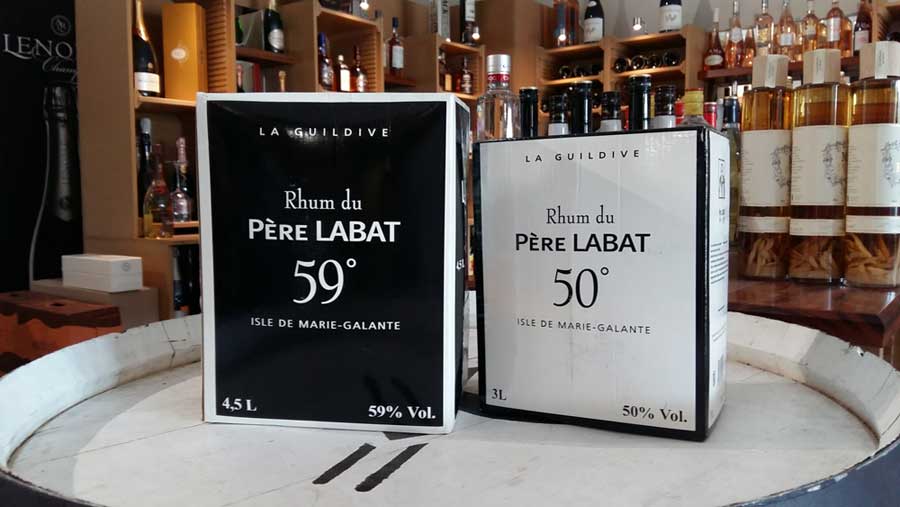 LENO
Cham
LA GUILDIVE
Rhum du
PÈRE LABAT
59°
ISLE DE MARIE-GALANTE
4,5 L
59% Vol.
LA GUILDIVE
Rhum du
PÈRE LABAT
50°
ISLE DE MARIE-GALANTE
3L
50% Vol.